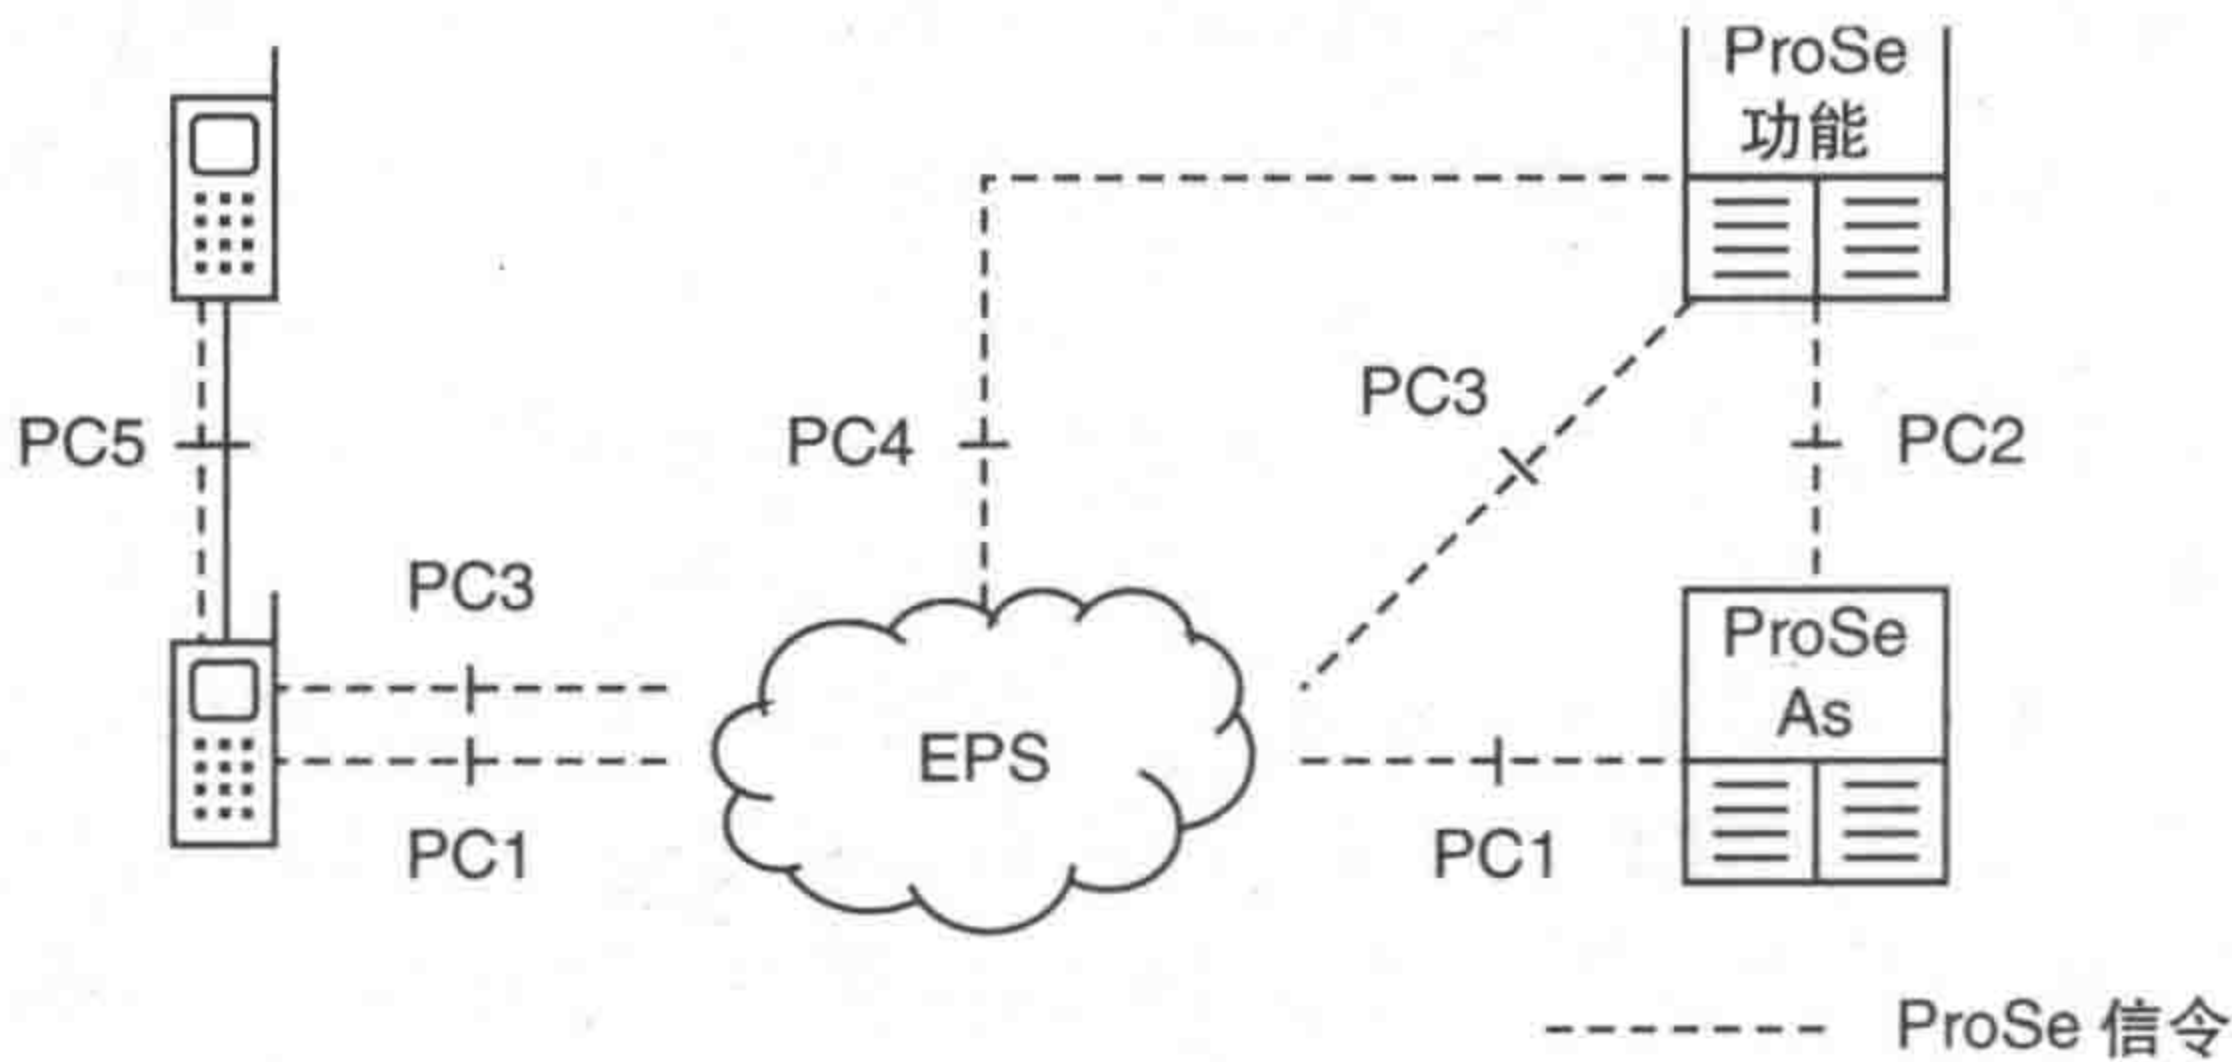 ProSe
功能
PC5
PC4
PC3
PC2
PC3
EPS
ProSe
As
PC1
PC1
ProSe 信令